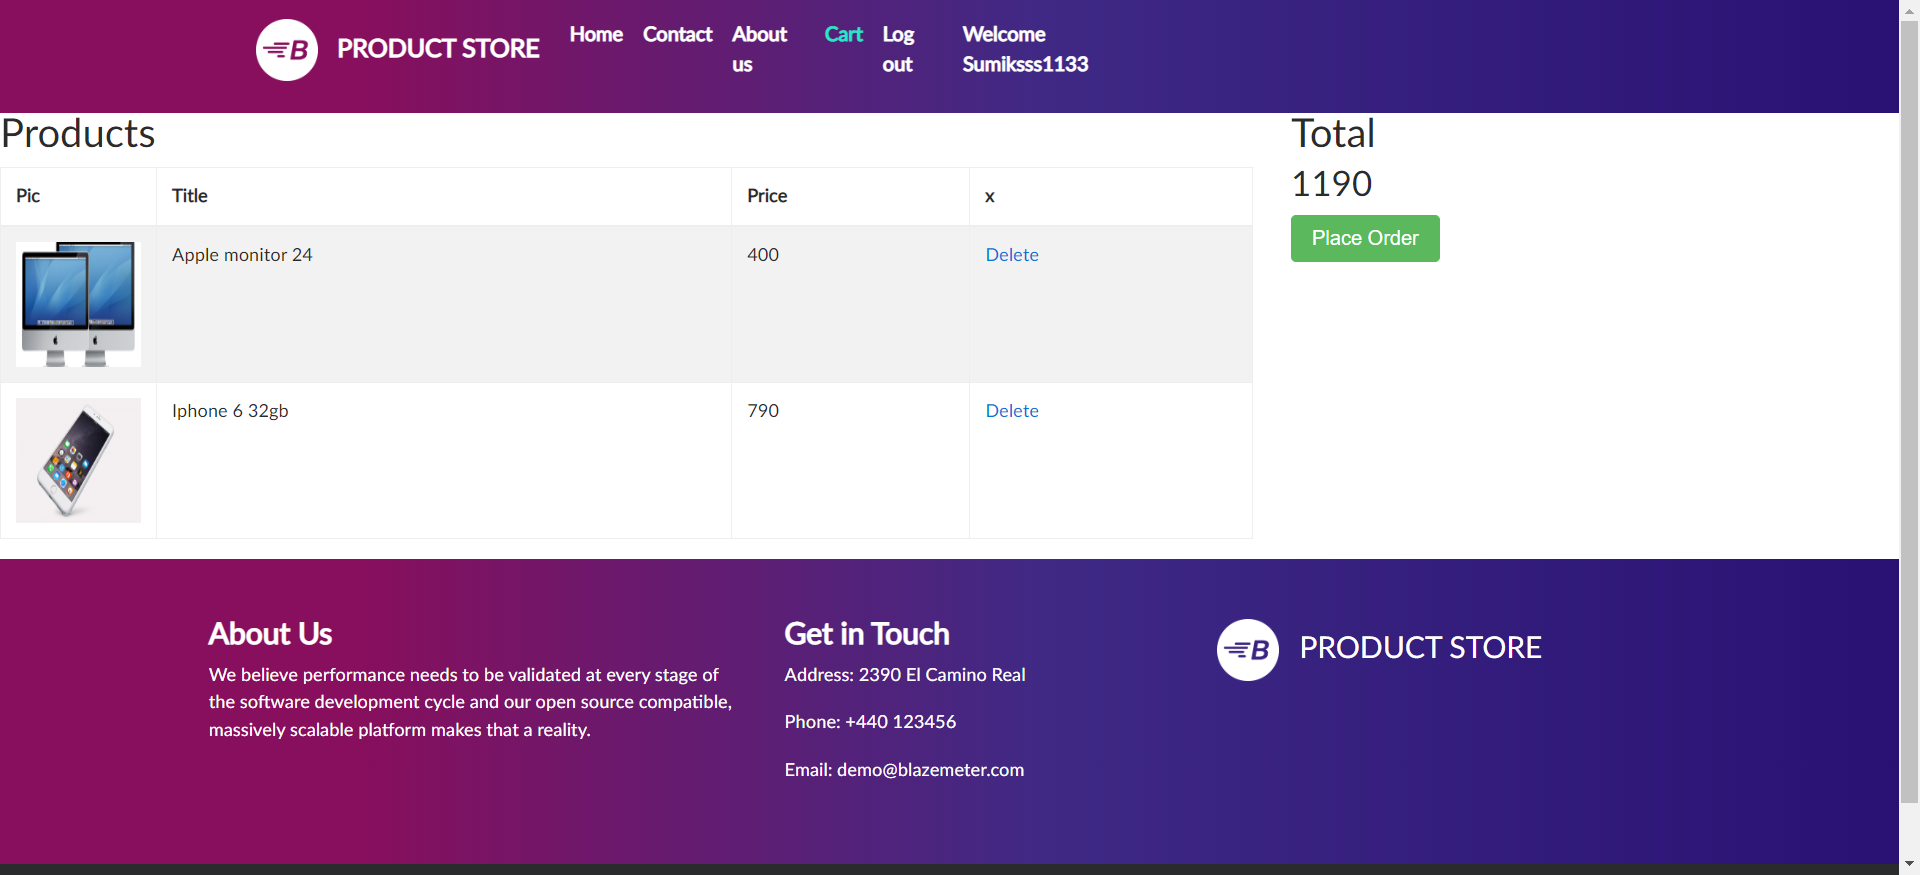 B PRODUCT STORE Home Contact About us Cart Log out Welcome Sumiksss1133
Products
Total
1190
Place Order
Pic Title Price x
Apple monitor 24 400 Delete
Iphone 6 32gb 790 Delete
About Us
We believe performance needs to be validated at every stage of
the software development cycle and our open source compatible,
massively scalable platform makes that a reality.
Get in Touch
Address: 2390 El Camino Real
Phone: +440 123456
Email: demo@blazemeter.com
B PRODUCT STORE